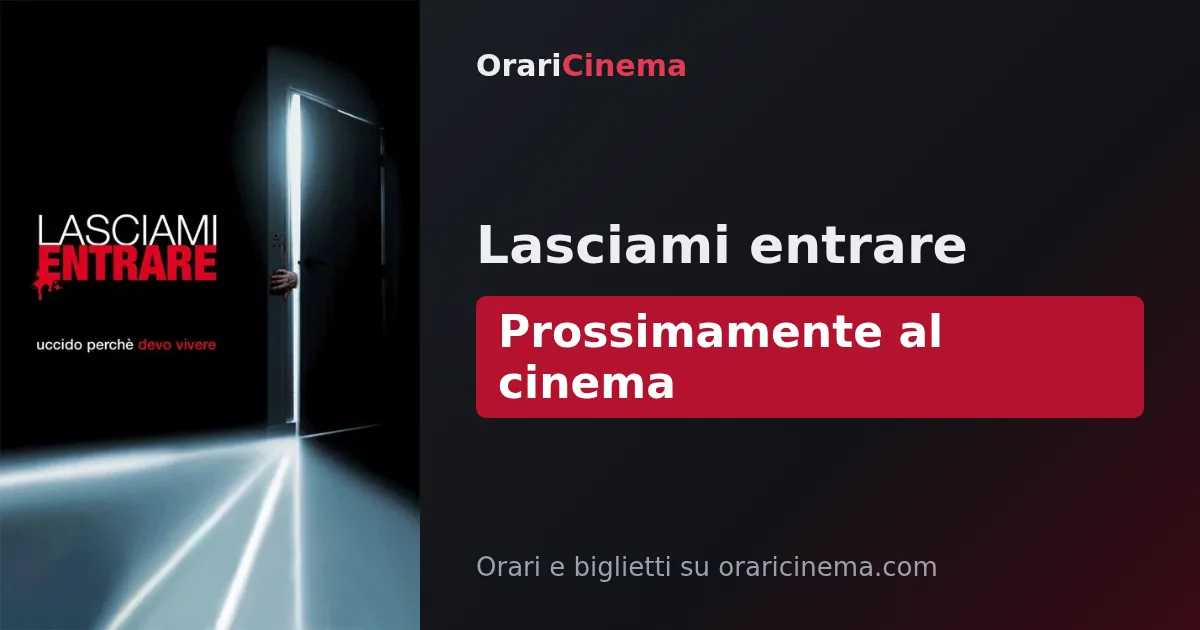 LASCIAMI
ENTRARE
uccido perchè devo vivere
OrariCinema
Lasciami entrare
Prossimamente al
cinema
Orari e biglietti su oraricinema.com